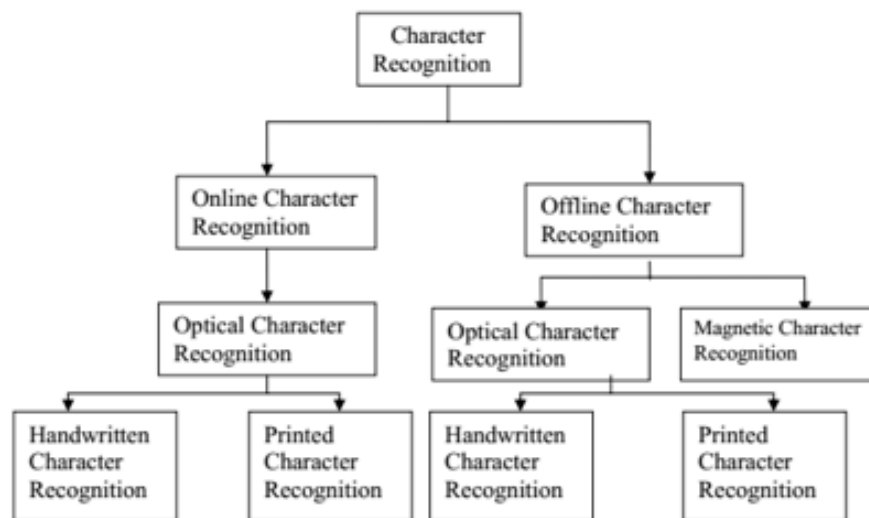 Character
Recognition
Online Character
Recognition
Offline Character
Recognition
Optical Character
Recognition
Optical Character
Recognition
Magnetic Character
Recognition
Handwritten
Character
Recognition
Printed
Character
Recognition
Handwritten
Character
Recognition
Printed
Character
Recognition